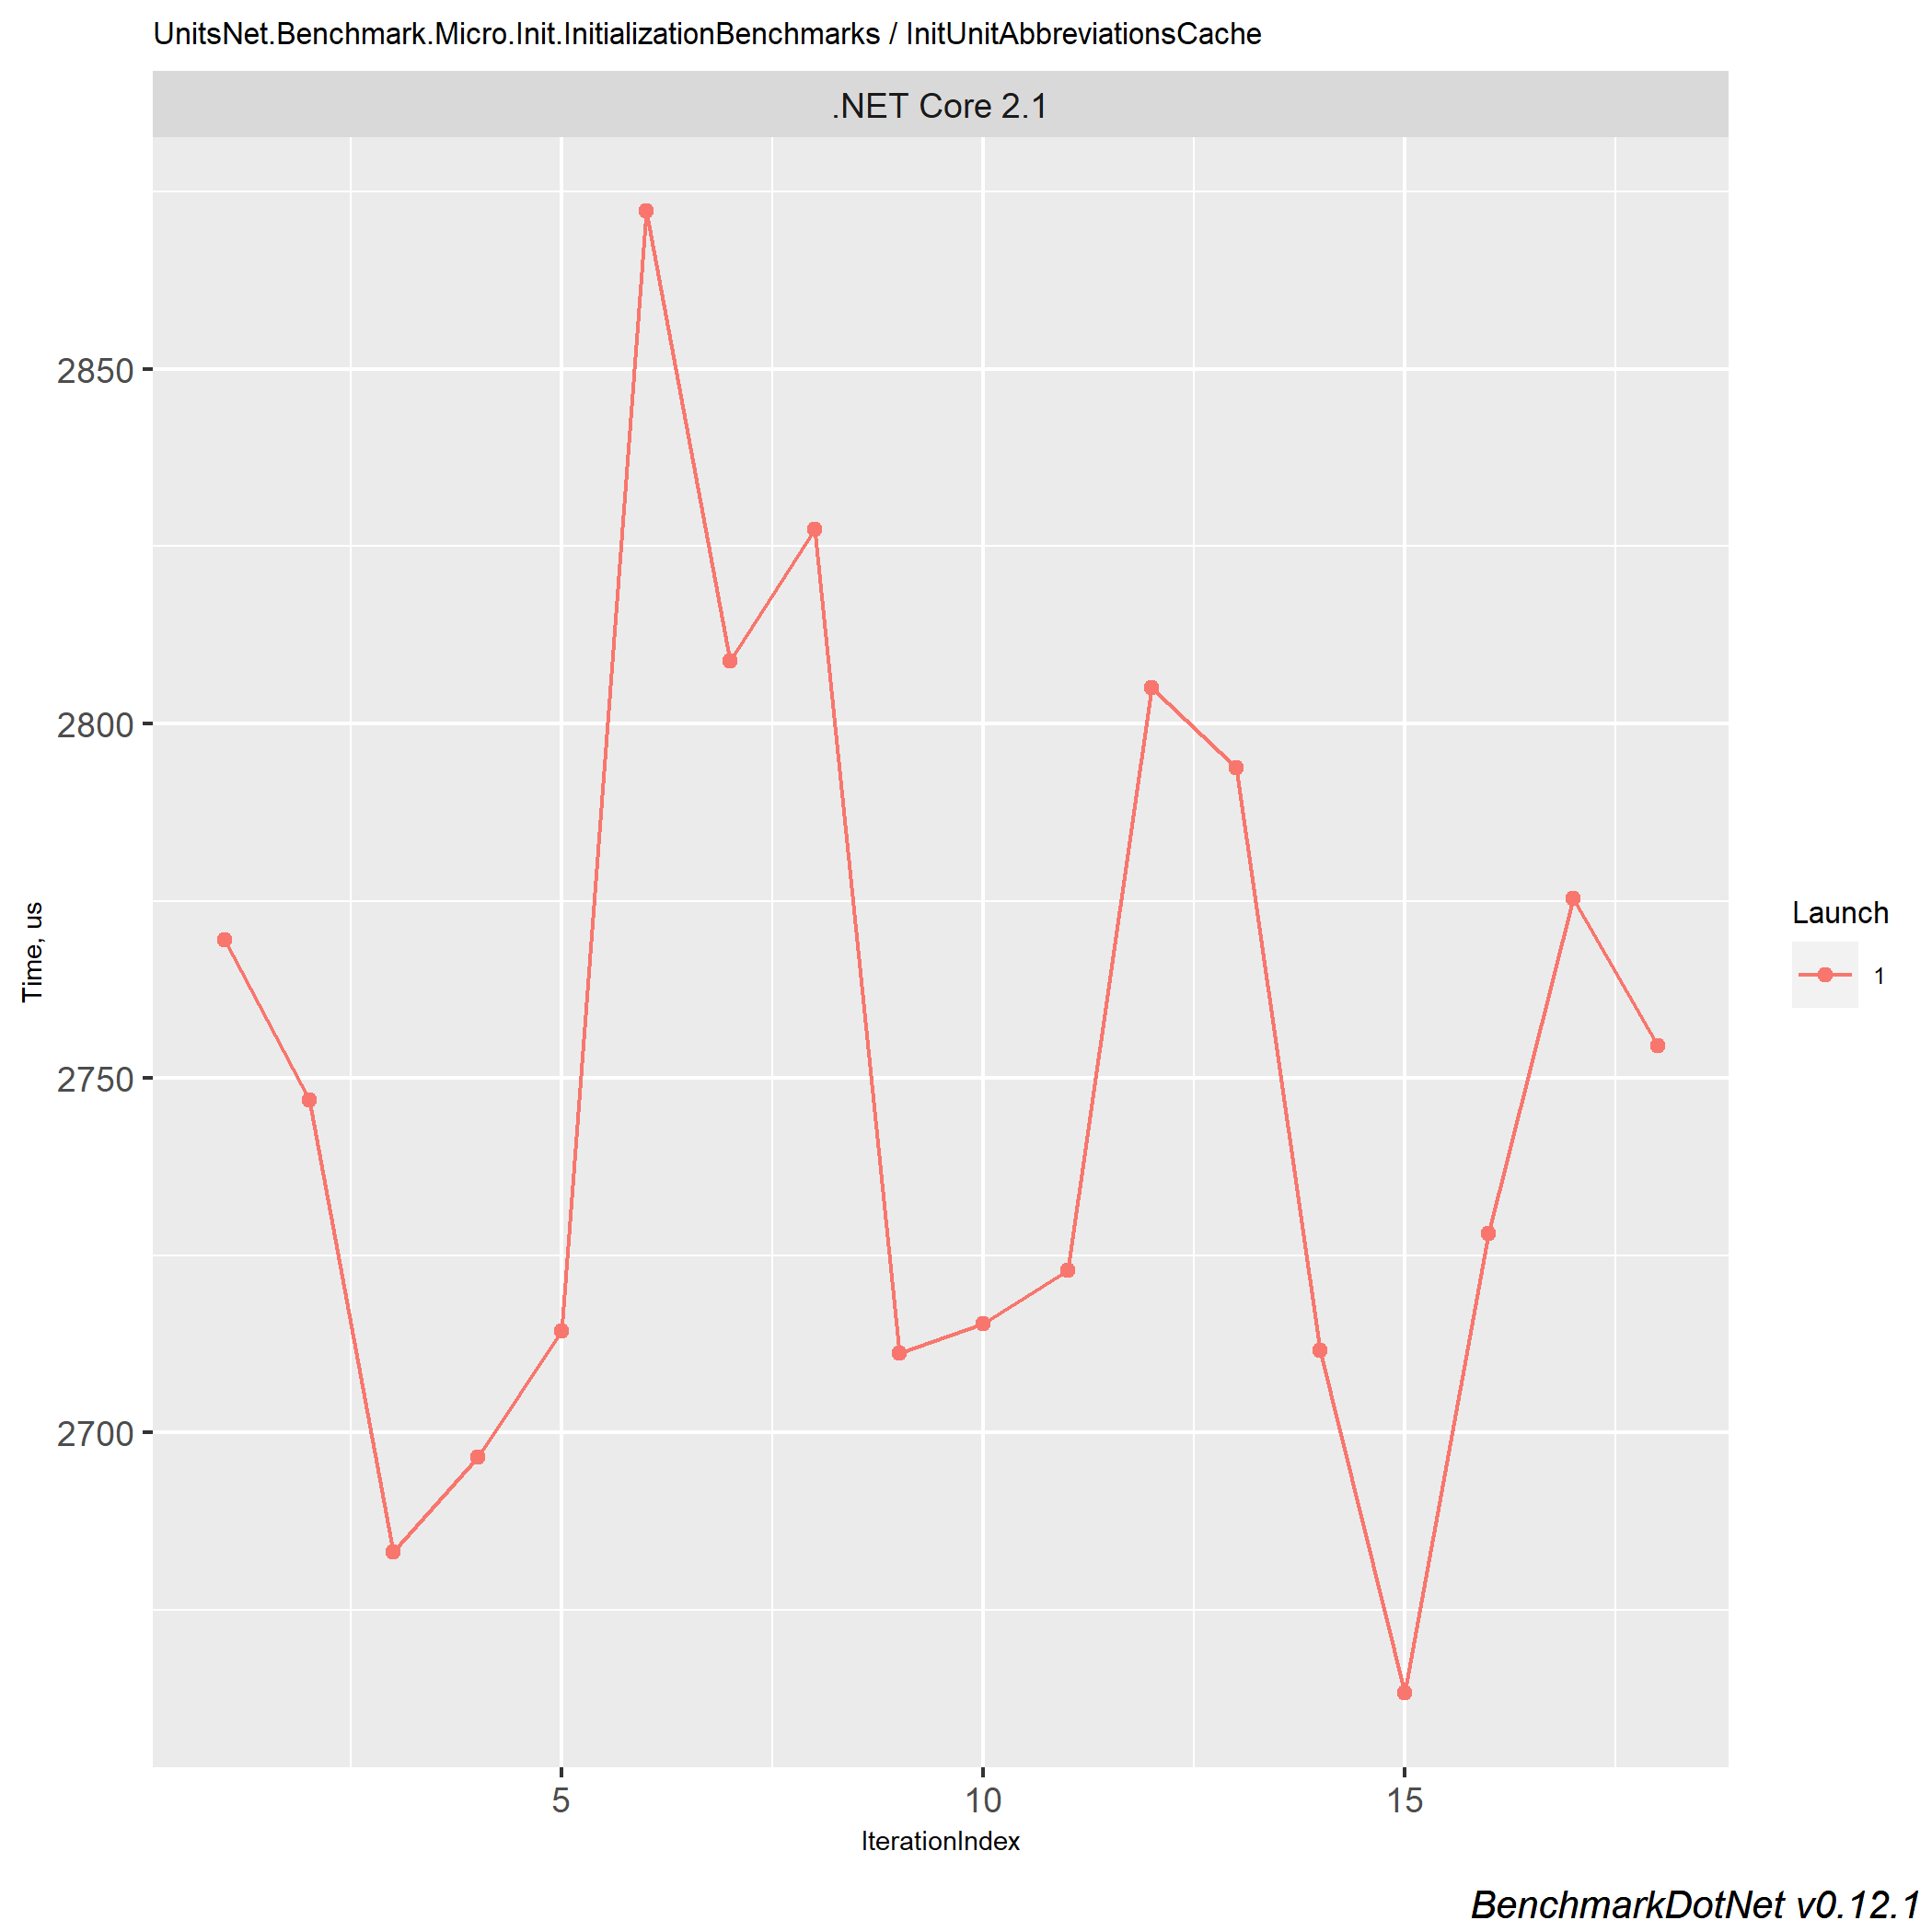 UnitsNet.Benchmark.Micro.Init.InitializationBenchmarks / InitUnitAbbreviationsCache
.NET Core 2.1
2850
2800
2750
2700
Time, us
5
10
15
IterationIndex
Launch
1
BenchmarkDotNet v0.12.1